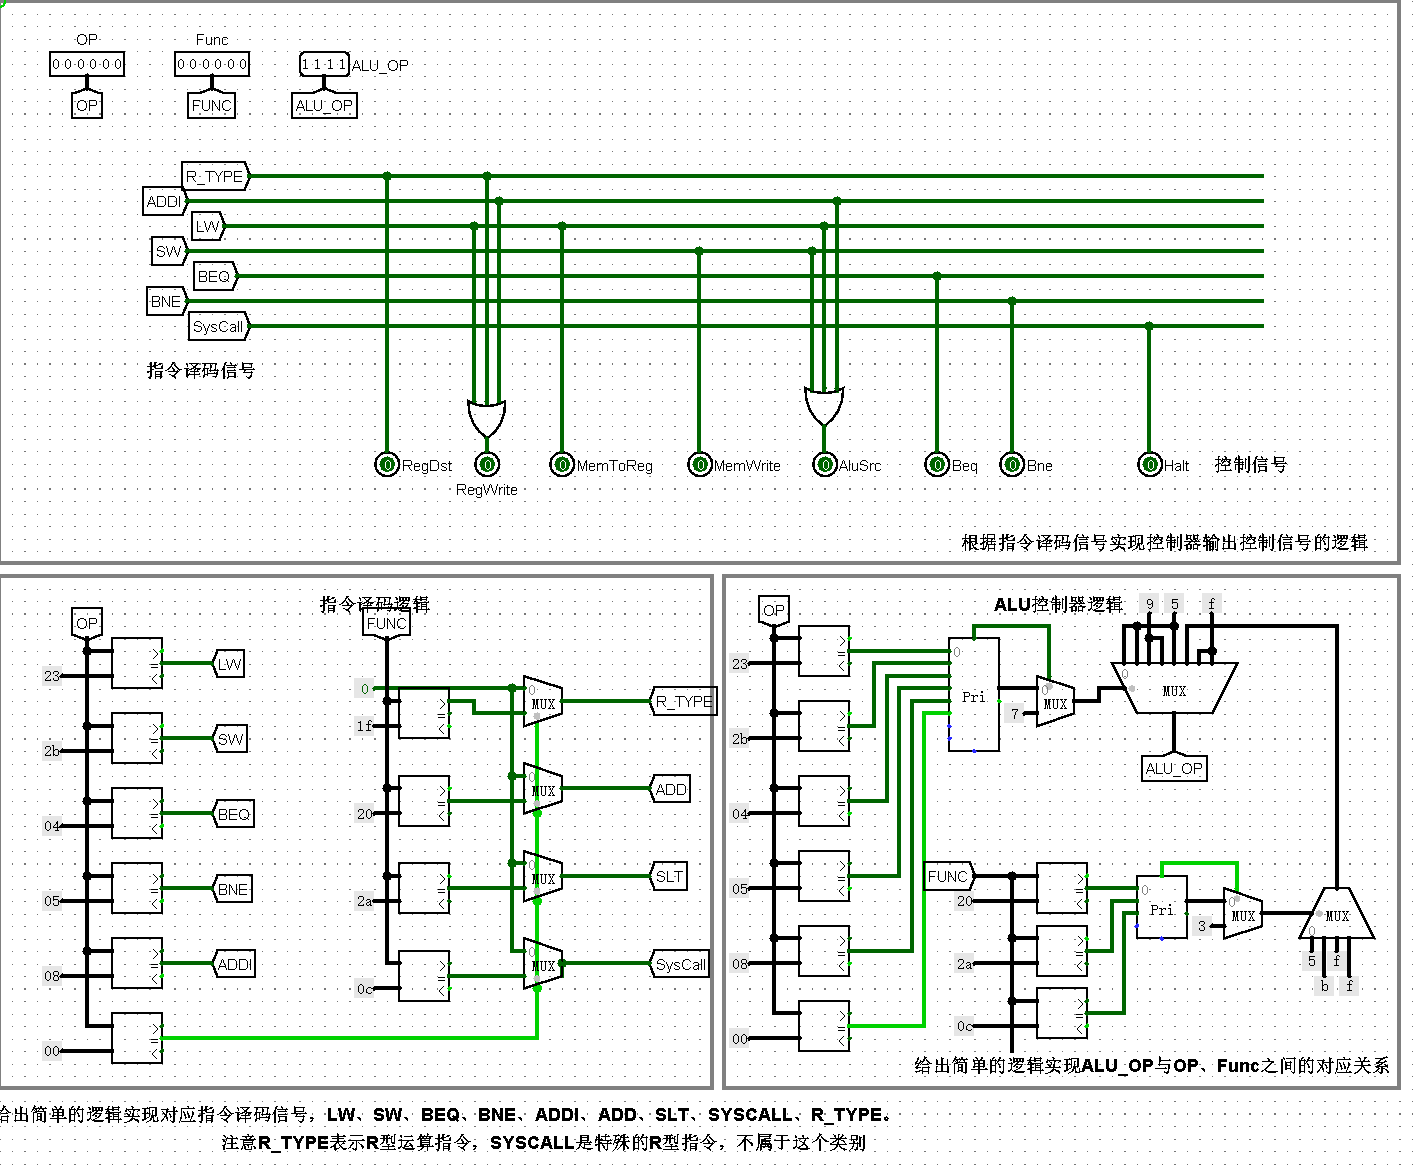 OP
Func
0 0 0 0 0 0
0 0 0 0 0 0
1 1 1 1
ALU_OP
OP
FUNC
ALU_OP
R_TYPE
ADDI
LW
SW
BEQ
BNE
SysCall
指令译码信号
0 RegDst
0
RegWrite
0 MemToReg
0 MemWrite
0 AluSrc
0 Beq
0 Bne
0 Halt
控制信号
根据指令译码信号实现控制器输出控制信号的逻辑
指令译码逻辑
OP
FUNC
23
> = <
LW
2b
> = <
SW
04
> = <
BEQ
05
> = <
BNE
08
> = <
ADDI
00
> = <
0
1f
> = <
0
MUX
R_TYPE
20
> = <
0
MUX
ADD
2a
> = <
0
MUX
SLT
0c
> = <
0
MUX
SysCall
ALU控制器逻辑
OP
23
> = <
2b
> = <
04
> = <
05
> = <
08
> = <
00
> = <
0
Pri
7
0
MUX
9 5 f
0
MUX
ALU_OP
FUNC
20
> = <
2a
> = <
0c
> = <
0
Pri
3
0
MUX
MUX
0
5 f
b f
给出简单的逻辑实现ALU_OP与OP、Func之间的对应关系
给出简单的逻辑实现对应指令译码信号，LW、SW、BEQ、BNE、ADDI、ADD、SLT、SYSCALL、R_TYPE。
注意R_TYPE表示R型运算指令，SYSCALL是特殊的R型指令，不属于这个类别